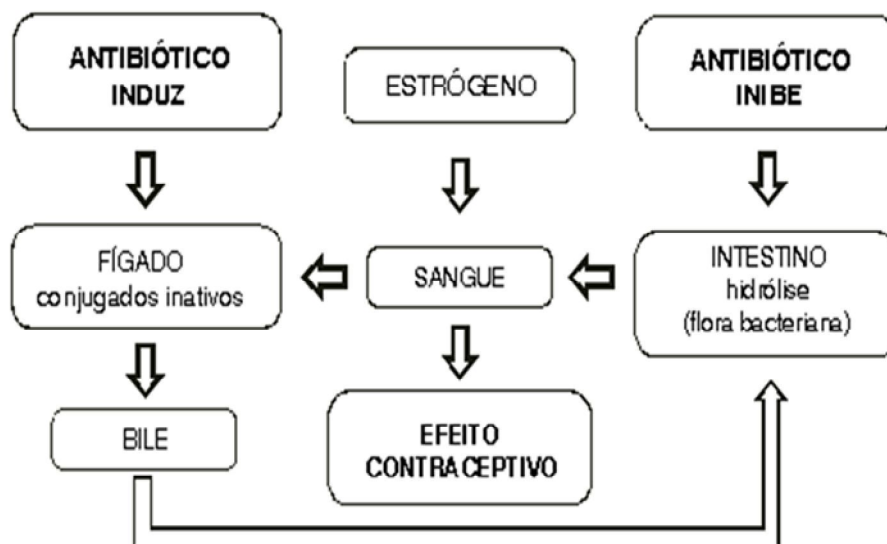 ANTIBIÓTICO
INDUZ
ESTRÓGENO
ANTIBIÓTICO
INIBE
FÍGADO
conjugados inativos
SANGUE
INTESTINO
hidrólise
(flora bacteriana)
BILE
EFEITO
CONTRACEPTIVO